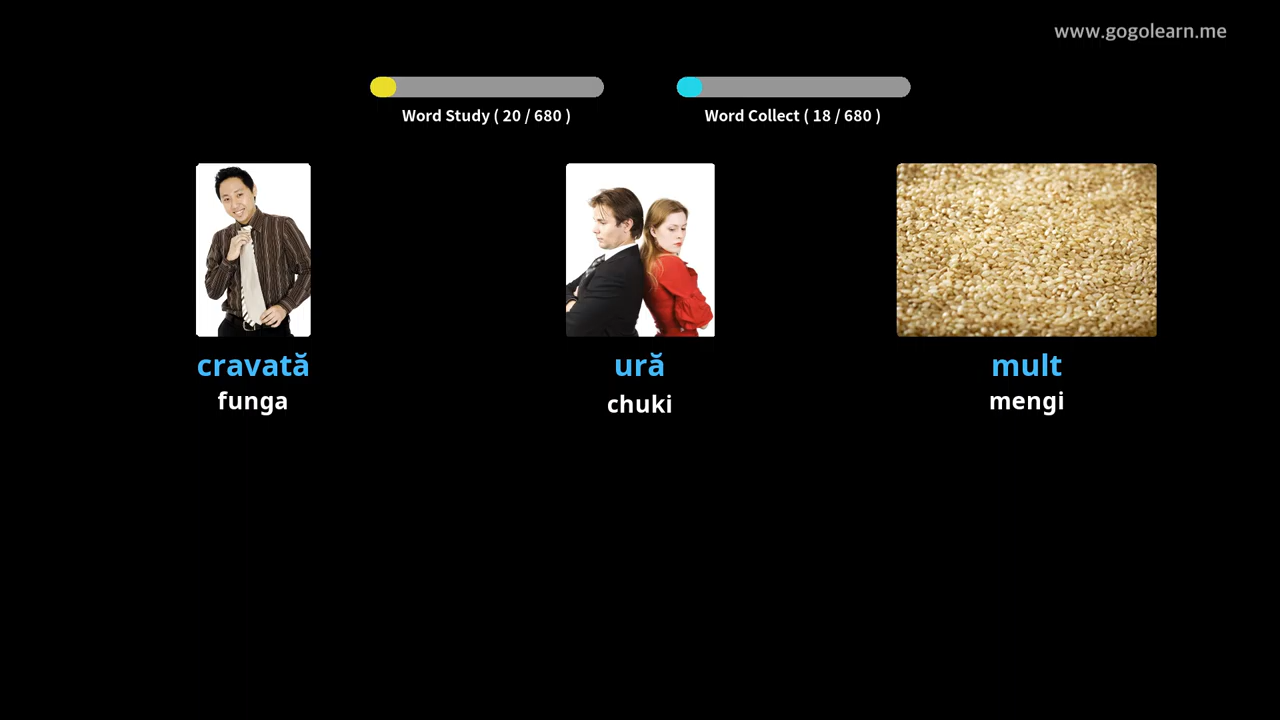 www.gogolearn.me
Word Study ( 20 / 680 )
Word Collect ( 18 / 680 )
cravată
ură
mult
funga
chuki
mengi